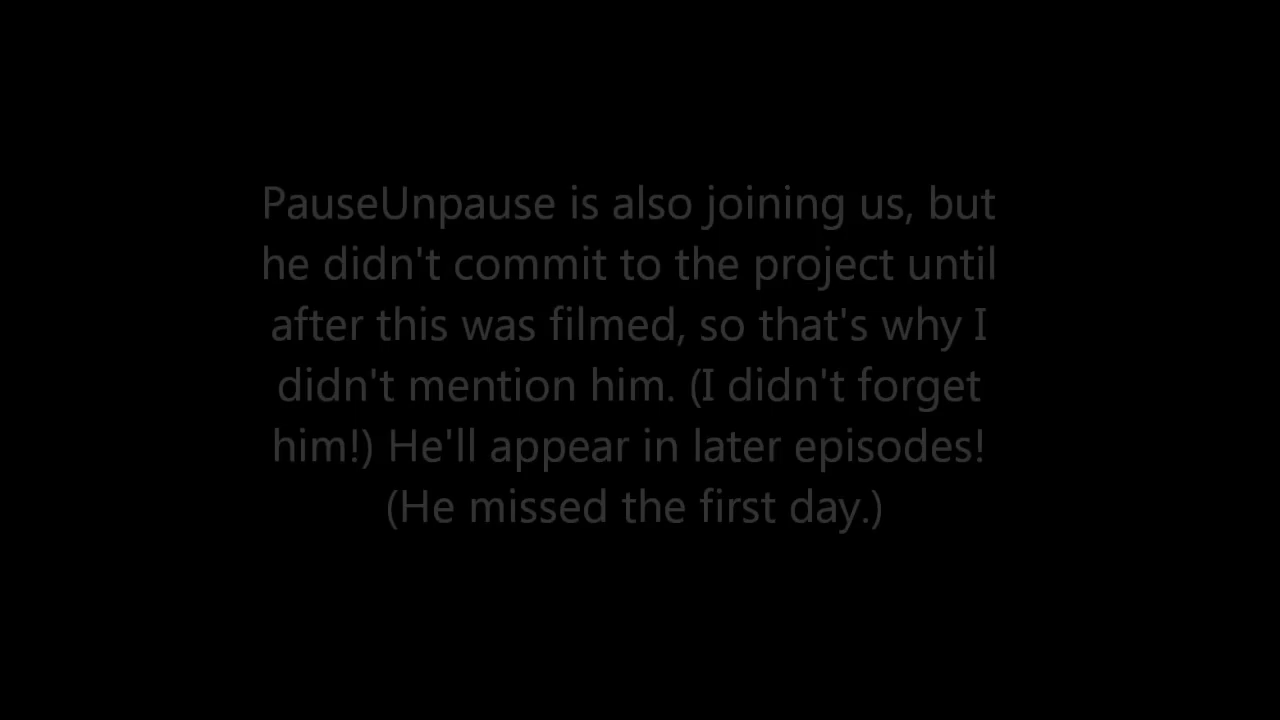 PauseUnpause is also joining us, but
he didn't commit to the project until
after this was filmed, so that's why I
didn't mention him. (I didn't forget
him!) He'll appear in later episodes!
(He missed the first day.)